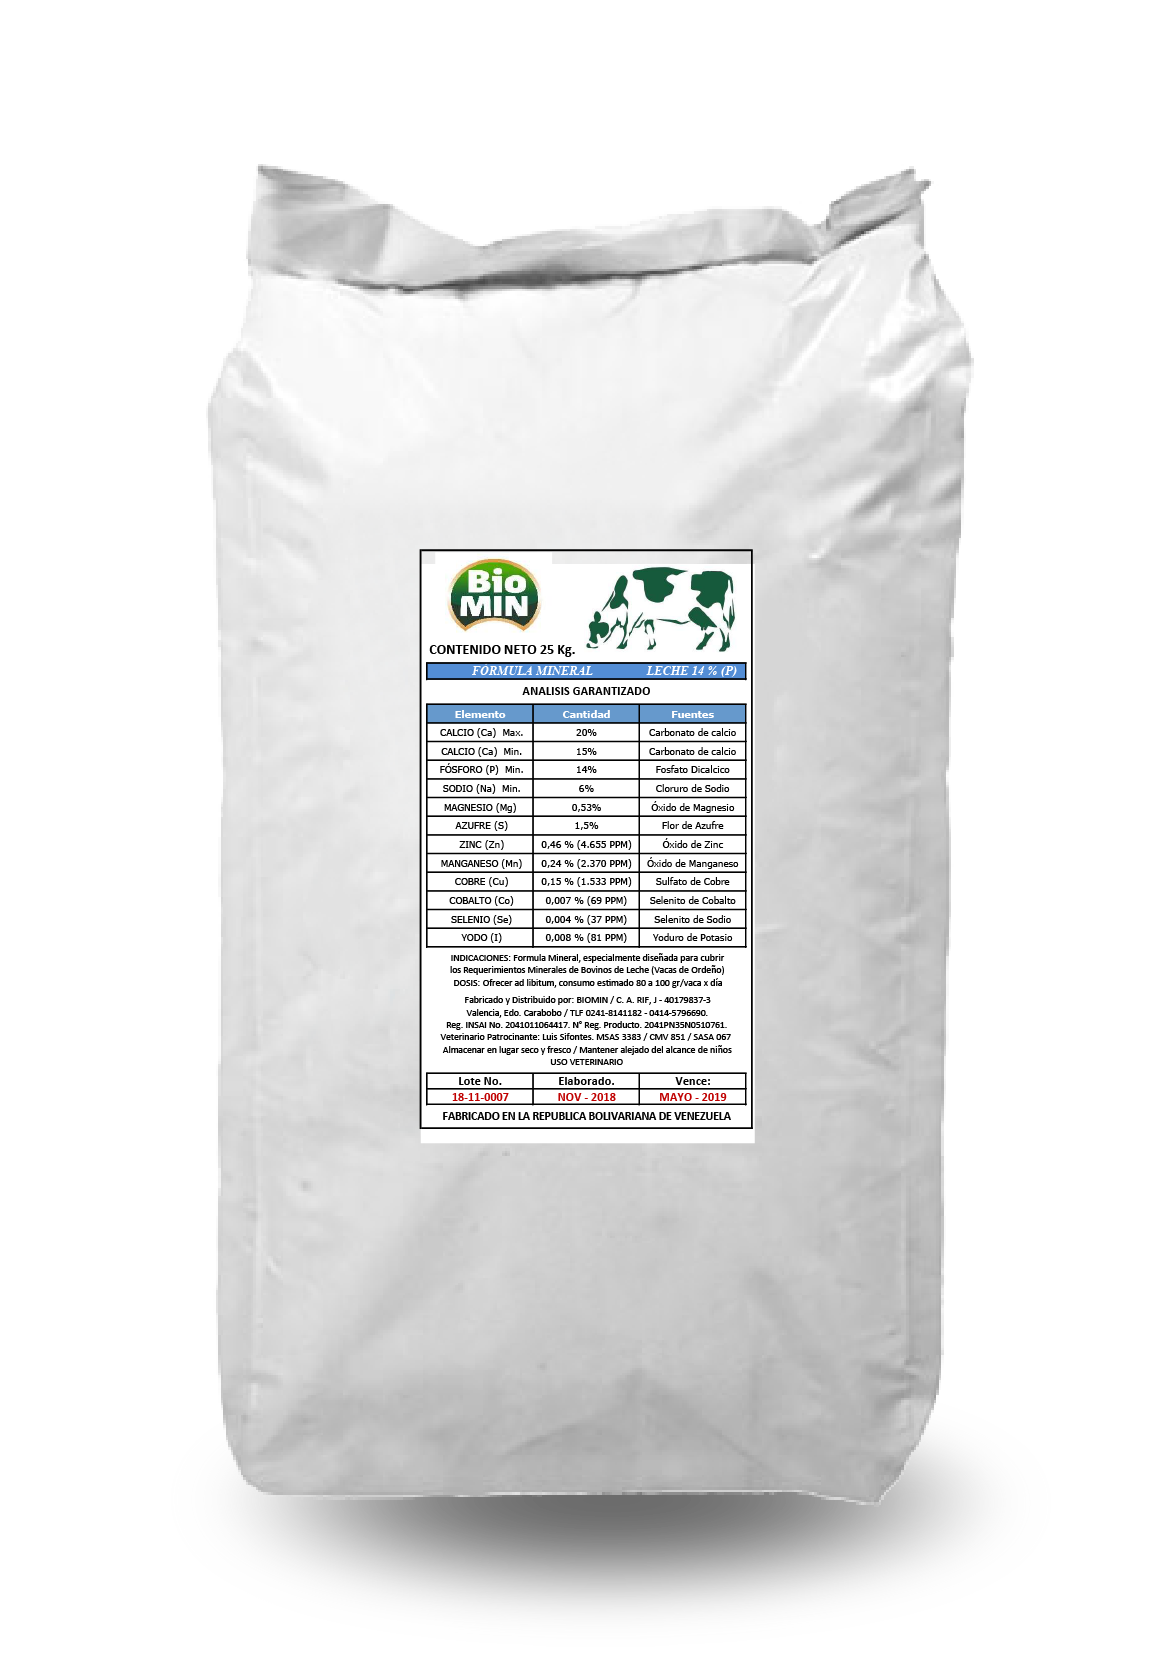 Bio
MIN
CONTENIDO NETO 25 Kg.
FÓRMULA MINERAL LECHE 14 % (P)
ANALISIS GARANTIZADO
Elemento Cantidad Fuentes
CALCIO (Ca) Max. 20% Carbonato de calcio
CALCIO (Ca) Min. 15% Carbonato de calcio
FÓSFORO (P) Min. 14% Fosfato Dicalcico
SODIO (Na) Min. 6% Cloruro de Sodio
MAGNESIO (Mg) 0,53% Óxido de Magnesio
AZUFRE (S) 1,5% Flor de Azufre
ZINC (Zn) 0,46 % (4.655 PPM) Óxido de Zinc
MANGANESO (Mn) 0,24 % (2.370 PPM) Óxido de Manganeso
COBRE (Cu) 0,15 % (1.533 PPM) Sulfato de Cobre
COBALTO (Co) 0,007 % (69 PPM) Selenito de Cobalto
SELENIO (Se) 0,004 % (37 PPM) Selenito de Sodio
YODO (I) 0,008 % (81 PPM) Yoduro de Potasio
INDICACIONES: Formula Mineral, especialmente diseñada para cubrir
los Requerimientos Minerales de Bovinos de Leche (Vacas de Ordeño)
DOSIS: Ofrecer ad libitum, consumo estimado 80 a 100 gr/vaca x día
Fabricado y Distribuido por: BIOMIN / C. A. RIF, J - 40179837-3
Valencia, Edo. Carabobo / TLF 0241-8141182 - 0414-5796690.
Reg. INSAI No. 2041011064417. N° Reg. Producto. 2041PN35N0510761.
Veterinario Patrocinante: Luis Sifontes. MSAS 3383 / CMV 851 / SASA 067
Almacenar en lugar seco y fresco / Mantener alejado del alcance de niños
USO VETERINARIO
Lote No. Elaborado. Vence:
18-11-0007 NOV - 2018 MAYO - 2019
FABRICADO EN LA REPUBLICA BOLIVARIANA DE VENEZUELA